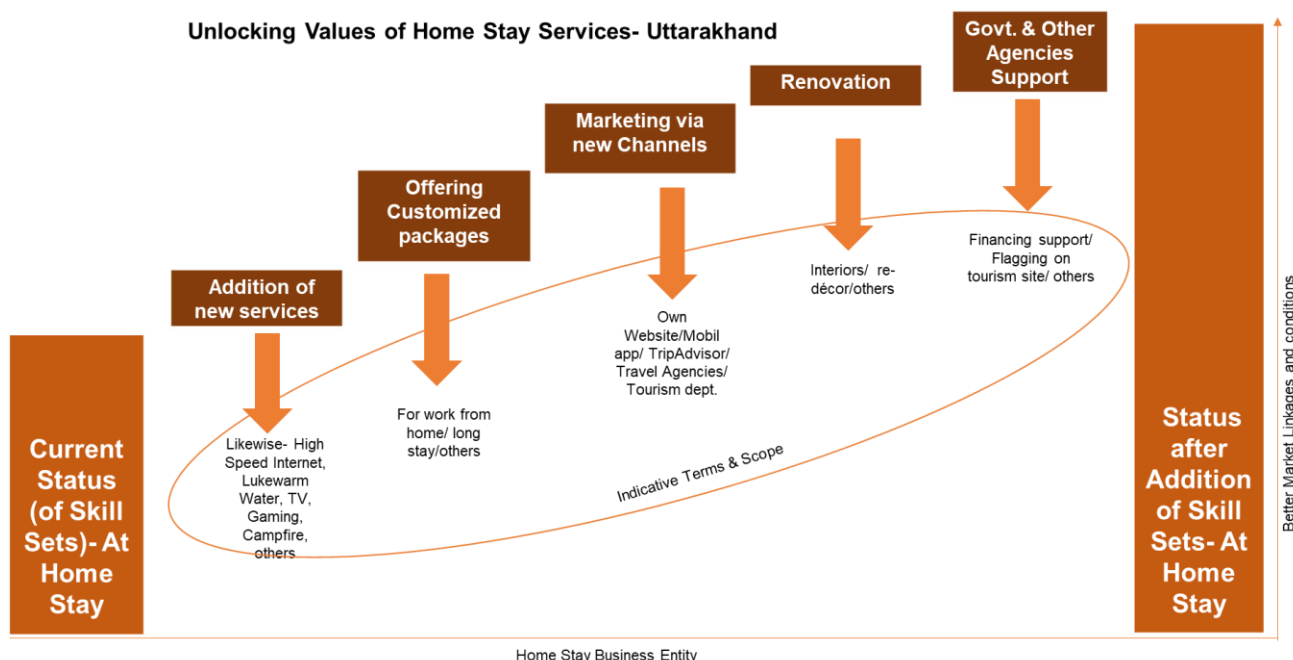 Unlocking Values of Home Stay Services- Uttarakhand
Govt. & Other
Agencies
Support
Renovation
Marketing via
new Channels
Offering
Customized
packages
Addition of
new services
Financing support/
Flagging on
tourism site/ others
Interiors/ re-
décor/others
Own
Website/Mobil
app/ TripAdvisor/
Travel Agencies/
Tourism dept.
For work from
home/ long
stay/others
Likewise- High
Speed Internet,
Lukewarm
Water, TV,
Gaming,
Campfire,
others
Indicative Terms & Scope
Current
Status
(of Skill
Sets)- At
Home
Stay
Status
after
Addition
of Skill
Sets- At
Home
Stay
Better Market Linkages and conditions
Home Stay Business Entity